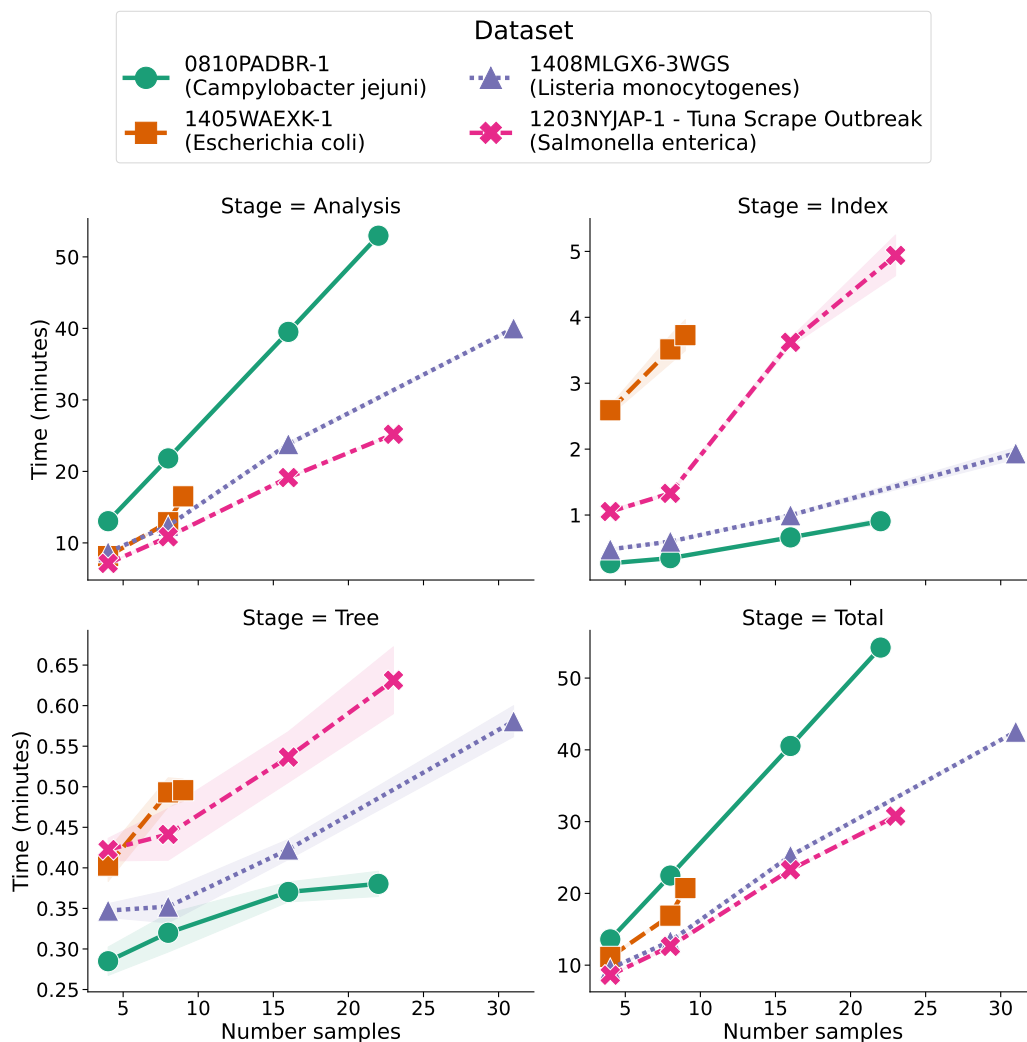 Dataset
0810PADBR-1
(Campylobacter jejuni)
1405WAEXK-1
(Escherichia coli)
1408MLGX6-3WGS
(Listeria monocytogenes)
1203NYJAP-1 - Tuna Scrape Outbreak
(Salmonella enterica)
Stage = Analysis
Time (minutes)
50
40
30
20
10
Stage = Index
5
4
3
2
1
Stage = Tree
Time (minutes)
0.65
0.60
0.55
0.50
0.45
0.40
0.35
0.30
0.25
5 10 15 20 25 30
Number samples
Stage = Total
50
40
30
20
10
5 10 15 20 25 30
Number samples